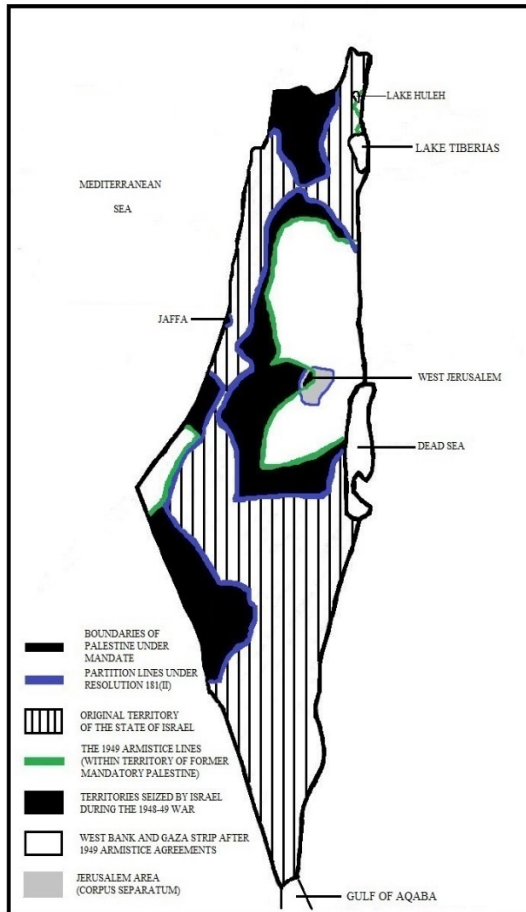 LAKE HULEH
LAKE TIBERIAS
MEDITERRANEAN
SEA
JAFFA
WEST JERUSALEM
DEAD SEA
BOUNDARIES OF
PALESTINE UNDER
MANDATE
PARTITION LINES UNDER
RESOLUTION 181(II)
ORIGINAL TERRITORY
OF THE STATE OF ISRAEL
THE 1949 ARMISTICE LINES
(WITHIN TERRITORY OF FORMER
MANDATORY PALESTINE)
TERRITORIES SEIZED BY ISRAEL
DURING THE 1948-49 WAR
WEST BANK AND GAZA STRIP AFTER
1949 ARMISTICE AGREEMENTS
JERUSALEM AREA
(CORPUS SEPARATUM)
GULF OF AQABA